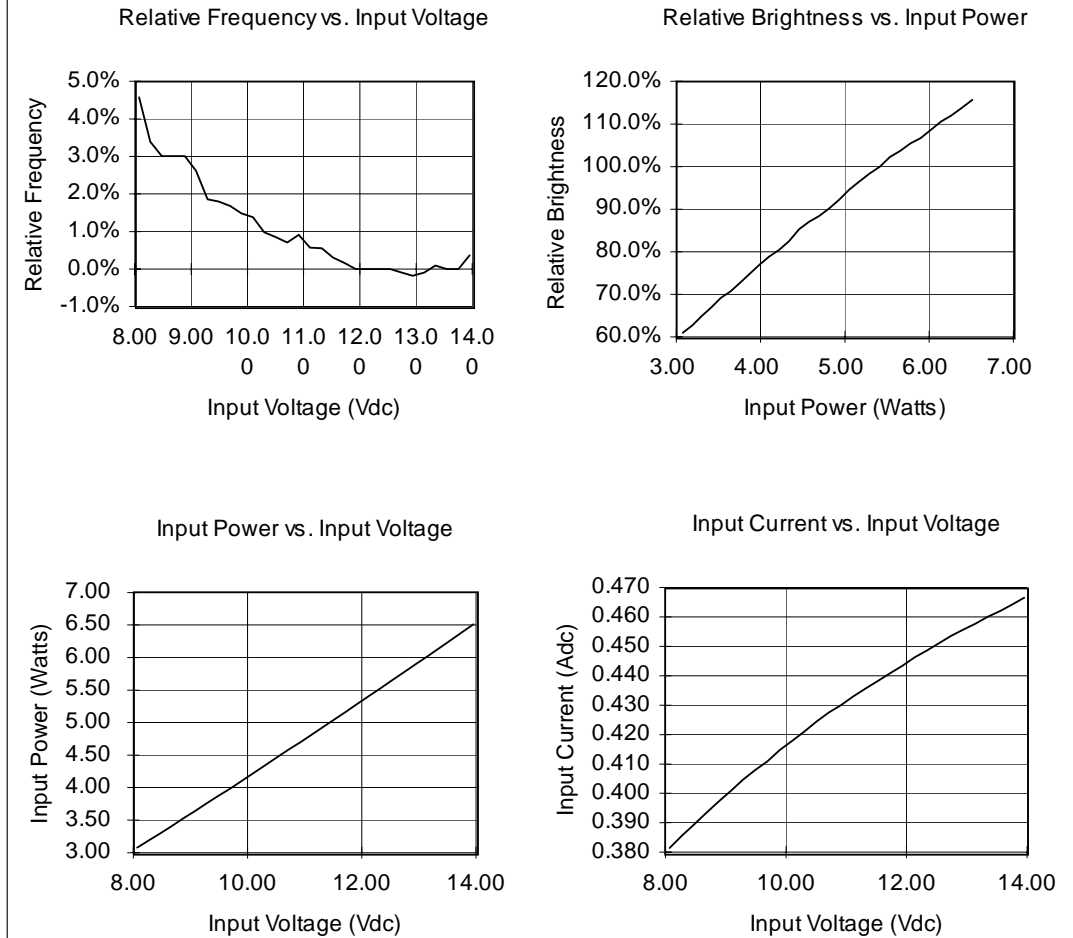 Relative Frequency vs. Input Voltage
5.0%
4.0%
3.0%
2.0%
1.0%
0.0%
-1.0%
Relative Frequency
8.00 9.00 10.0 11.0 12.0 13.0 14.0
0 0 0 0 0
Input Voltage (Vdc)
Relative Brightness vs. Input Power
120.0%
110.0%
100.0%
90.0%
80.0%
70.0%
60.0%
Relative Brightness
3.00 4.00 5.00 6.00 7.00
Input Power (Watts)
Input Power vs. Input Voltage
7.00
6.50
6.00
5.50
5.00
4.50
4.00
3.50
3.00
Input Power (Watts)
8.00 10.00 12.00 14.00
Input Voltage (Vdc)
Input Current vs. Input Voltage
0.470
0.460
0.450
0.440
0.430
0.420
0.410
0.400
0.390
0.380
Input Current (Adc)
8.00 10.00 12.00 14.00
Input Voltage (Vdc)